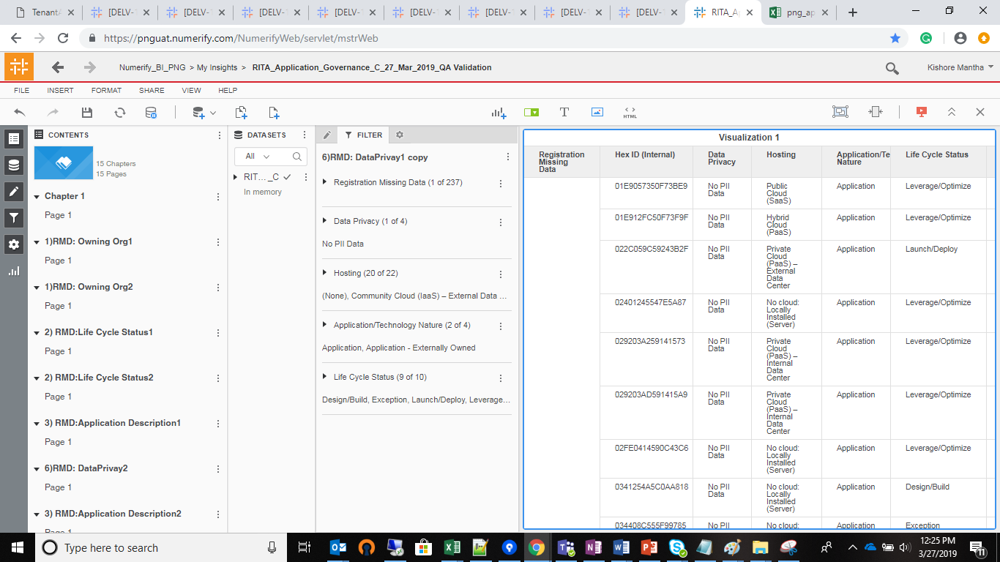 TenantA
[DELV-1
[DELV-1
[DELV-1
[DELV-1
[DELV-1
[DELV-1
[DELV-1
[DELV-1
RITA_Ap
png_ap
https://pnguat.numerify.com/NumerifyWeb/servlet/mstrWeb
Numerify_BI_PNG > My Insights > RITA_Application_Governance_C_27_Mar_2019_QA Validation
Kishore Mantha
FILE INSERT FORMAT SHARE VIEW HELP
HTML
CONTENTS
15 Chapters
15 Pages
Chapter 1
Page 1
1)RMD: Owning Org1
Page 1
1)RMD: Owning Org2
Page 1
2) RMD:Life Cycle Status1
Page 1
2) RMD:Life Cycle Status2
Page 1
3) RMD:Application Description1
Page 1
6)RMD: DataPrivay2
Page 1
3) RMD:Application Description2
Page 1
DATASETS
All
RIT... _C
In memory
FILTER
6)RMD: DataPrivay1 copy
Registration Missing Data (1 of 237)
Data Privacy (1 of 4)
No PII Data
Hosting (20 of 22)
(None), Community Cloud (IaaS) – External Data ...
Application/Technology Nature (2 of 4)
Application, Application - Externally Owned
Life Cycle Status (9 of 10)
Design/Build, Exception, Launch/Deploy, Leverage...
Visualization 1
Registration Missing Data Hex ID (Internal) Data Privacy Hosting Application/Te Nature Life Cycle Status
01E9057350F73BE9 No PII Data Public Cloud (SaaS) Application Leverage/Optimize
01E912FC50F73F9F No PII Data Hybrid Cloud (PaaS) Application Leverage/Optimize
022C059C59243B2F No PII Data Private Cloud (PaaS) – External Data Center Application Launch/Deploy
02401245547E5A87 No PII Data No cloud: Locally Installed (Server) Application Leverage/Optimize
029203A259141573 No PII Data Private Cloud (PaaS) – Internal Data Center Application Leverage/Optimize
029203AD591415A9 No PII Data Private Cloud (PaaS) – Internal Data Center Application Leverage/Optimize
02FE0414590C43C6 No PII Data No cloud: Locally Installed (Server) Application Leverage/Optimize
0341254A5C0AA818 No PII Data No cloud: Locally Installed (Server) Application Design/Build
034408C555F99785 No PII No cloud: Application Exception
Type here to search
12:25 PM
3/27/2019
11